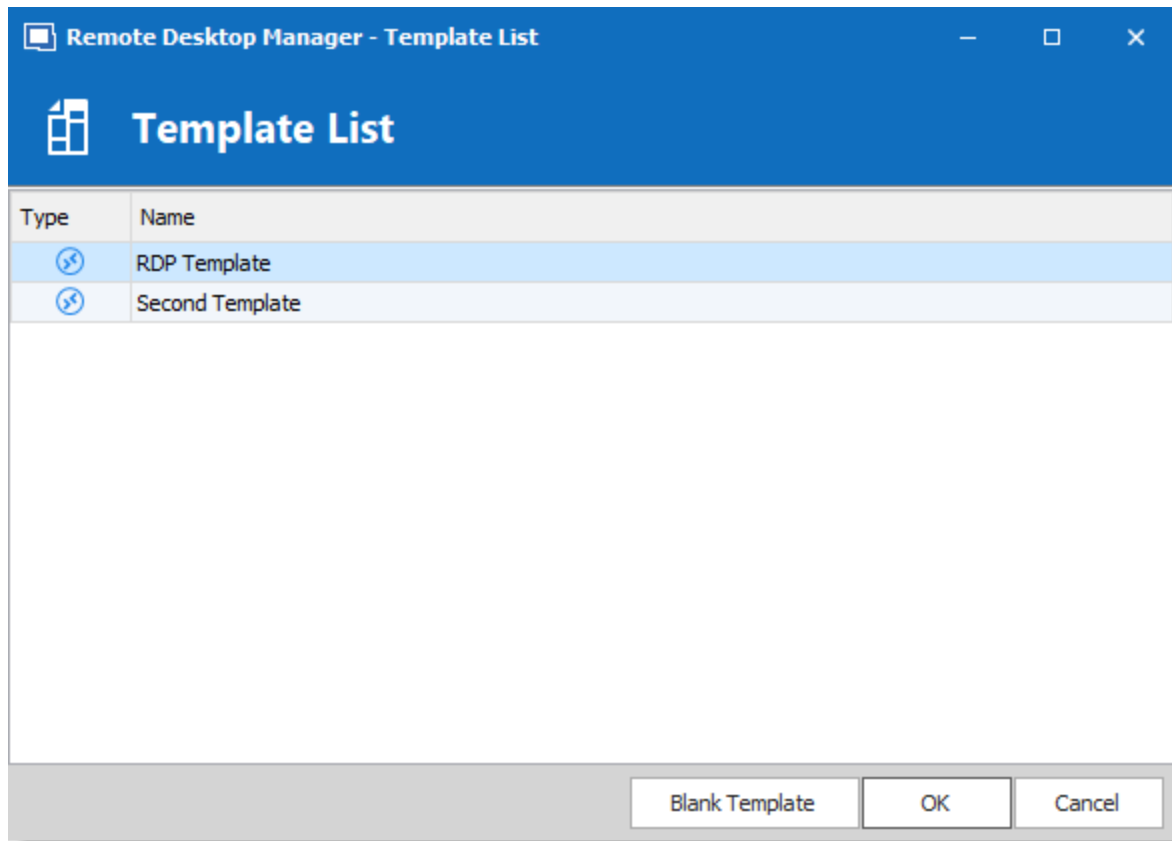 Remote Desktop Manager - Template List
Template List
Type Name
RDP Template
Second Template
Blank Template OK Cancel